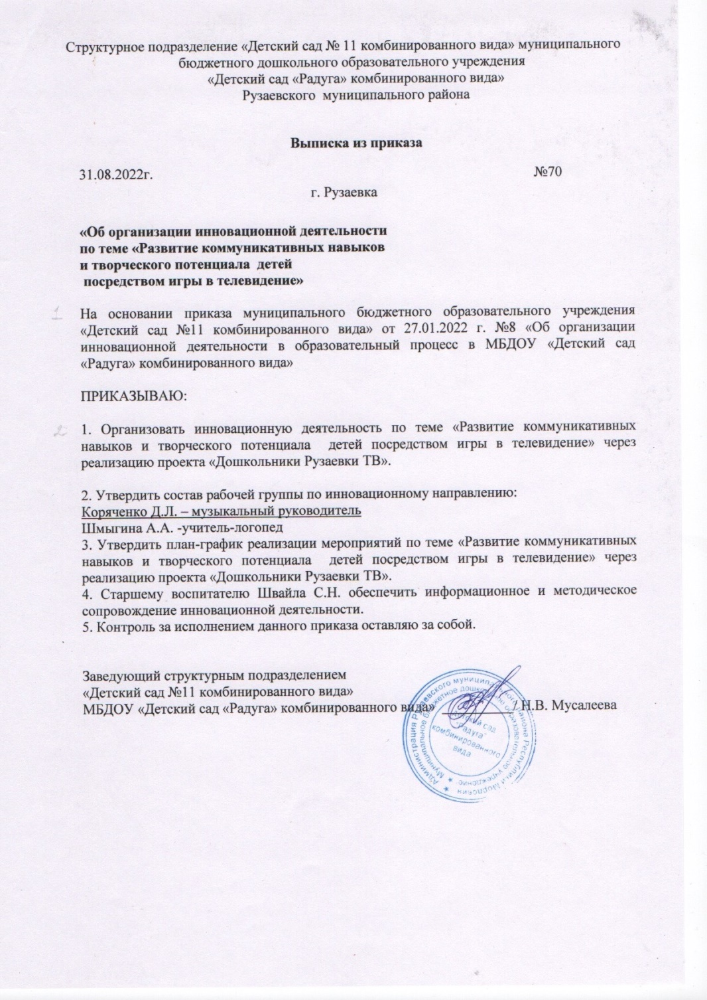 Структурное подразделение «Детский сад № 11 комбинированного вида» муниципального
бюджетного дошкольного образовательного учреждения
«Детский сад «Радуга» комбинированного вида»
Рузаевского муниципального района
Выписка из приказа
31.08.2022г. №70
г. Рузаевка
«Об организации инновационной деятельности
по теме «Развитие коммуникативных навыков
и творческого потенциала детей
посредством игры в телевидение»
1 На основании приказа муниципального бюджетного образовательного учреждения
«Детский сад №11 комбинированного вида» от 27.01.2022 г. №8 «Об организации
инновационной деятельности в образовательный процесс в МБДОУ «Детский сад
«Радуга» комбинированного вида»
ПРИКАЗЫВАЮ:
2 1. Организовать инновационную деятельность по теме «Развитие коммуникативных
навыков и творческого потенциала детей посредством игры в телевидение» через
реализацию проекта «Дошкольники Рузаевки ТВ».
2. Утвердить состав рабочей группы по инновационному направлению:
Коряченко Д.Л. – музыкальный руководитель
Шмыгина А.А. -учитель-логопед
3. Утвердить план-график реализации мероприятий по теме «Развитие коммуникативных
навыков и творческого потенциала детей посредством игры в телевидение» через
реализацию проекта «Дошкольники Рузаевки ТВ».
4. Старшему воспитателю Швайла С.Н. обеспечить информационное и методическое
сопровождение инновационной деятельности.
5. Контроль за исполнением данного приказа оставляю за собой.
Заведующий структурным подразделением
«Детский сад №11 комбинированного вида»
МБДОУ «Детский сад «Радуга» комбинированного вида» / Н.В. Мусалеева
Администрация Рузаевского муниципального района Республики Мордовия
Муниципальное бюджетное дошкольное образовательное учреждение
Детский сад
"Радуга"
комбинированного
вида